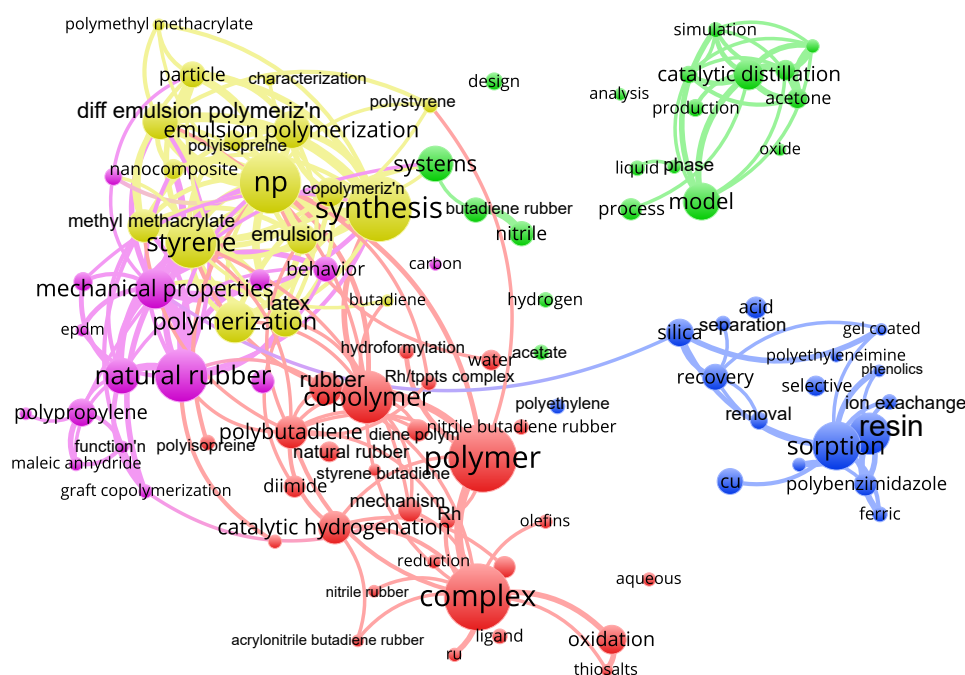 polymethyl methacrylate
simulation
particle
characterization
design
catalytic distillation
analysis
acetone
polystyrene
production
diff emulsion polymeriz'n
emulsion polymerization
polyisopreine
oxide
nanocomposite
systems
liquid phase
np
copolymeriz'n
synthesis
butadiene rubber
process
model
methyl methacrylate
styrene
emulsion
nitrile
behavior
carbon
mechanical properties
latex
butadiene
hydrogen
acid
epdm
polymerization
silica
separation
gel coated
hydroformylation
water
acetate
polyethyleneimine
phenolics
natural rubber
rubber
Rh/tppts complex
recovery
selective
copolymer
polyethylene
ion exachange
polypropylene
removal
resin
polybutadiene
diene polym
nitrile butadiene rubber
function'n
polyisopreine
natural rubber
sorption
maleic anhydride
polymer
styrene butadiene
graft copolymerization
diimide
cu
polybenzimidazole
mechanism
Rh
ferric
catalytic hydrogenation
olefins
reduction
aqueous
nitrile rubber
complex
acrylonitrile butadiene rubber
ligand
oxidation
ru
thiosalts